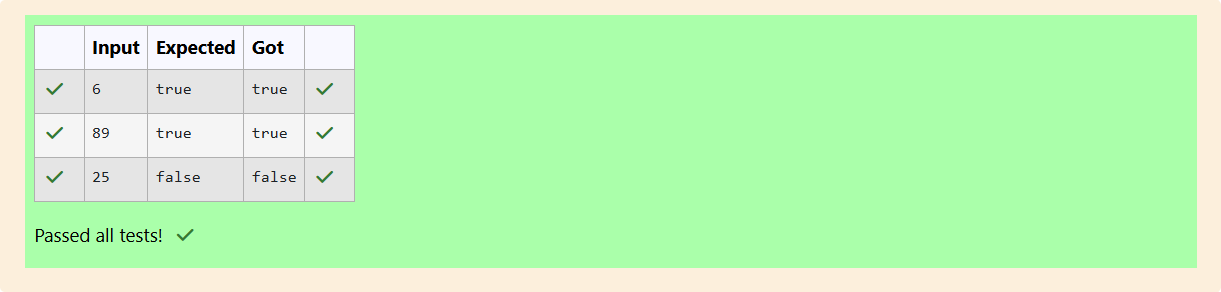 Input Expected Got
6 true true
89 true true
25 false false
Passed all tests!